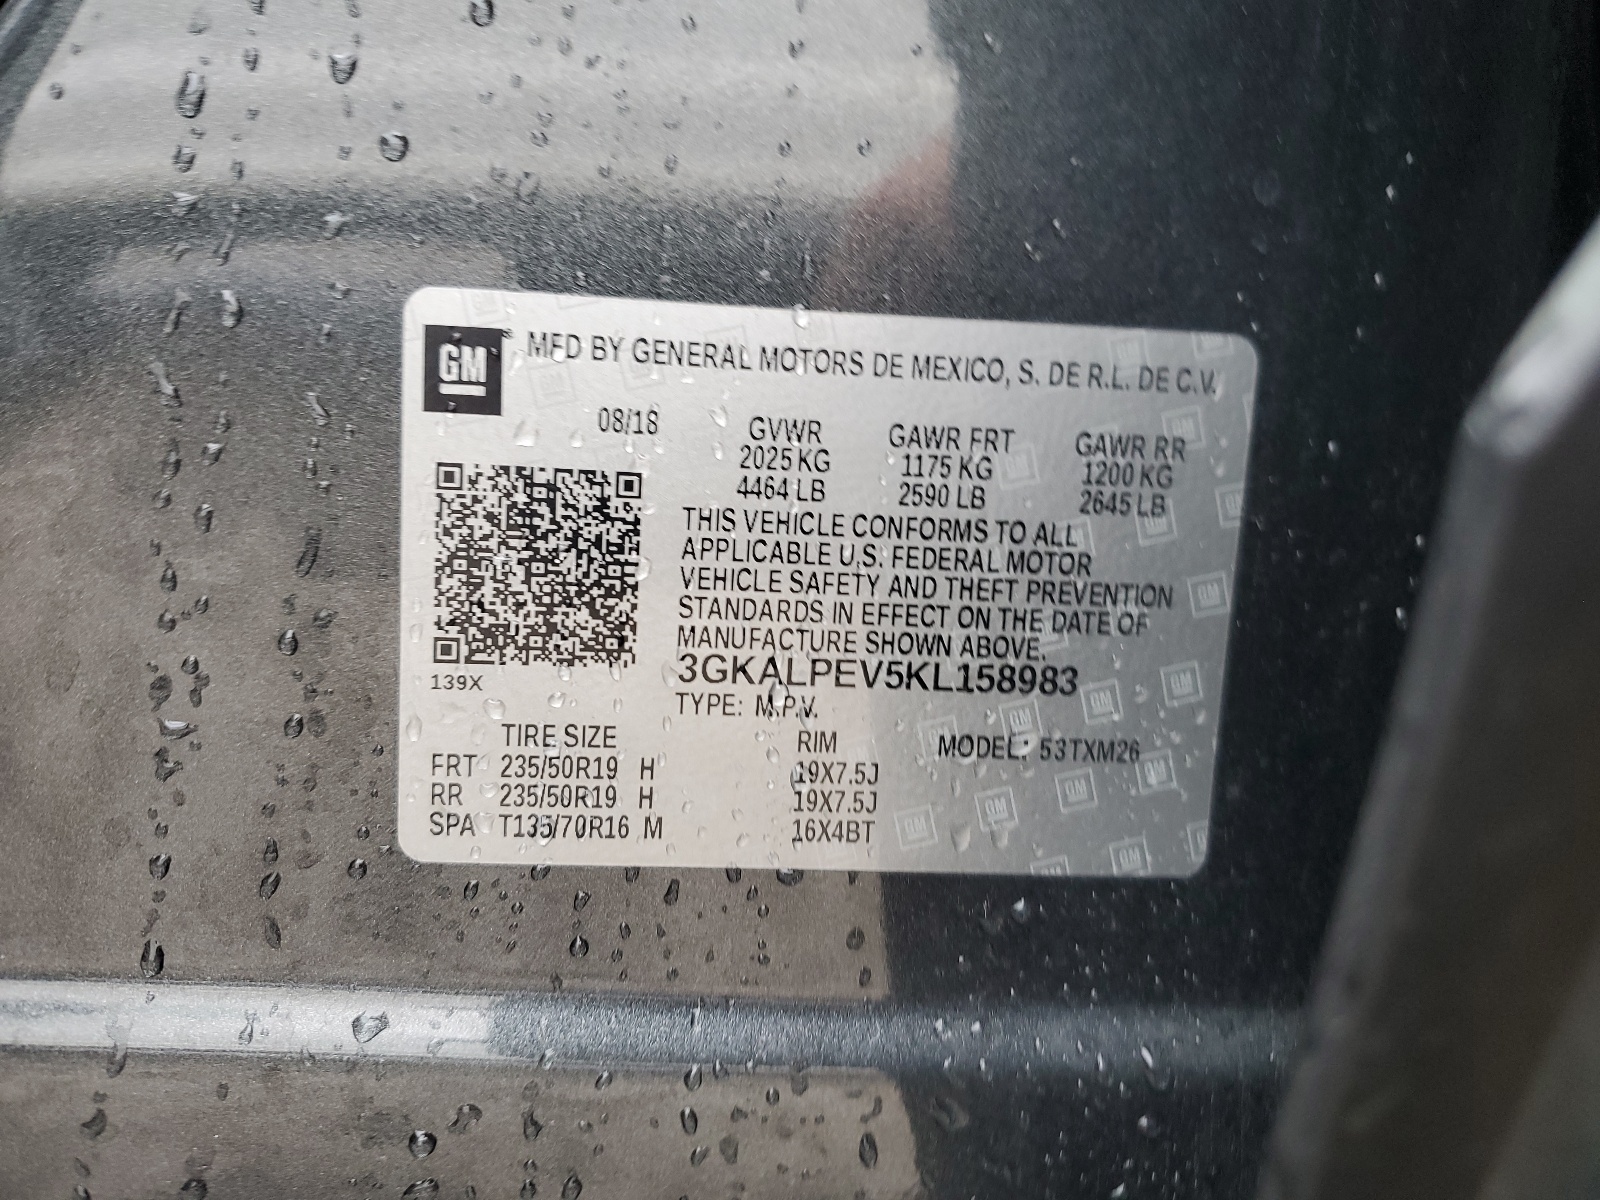 GM ® MFD BY GENERAL MOTORS DE MEXICO, S. DE R.L. DE C.V.
08/18 GVWR GAWR FRT GAWR RR
2025 KG 1175 KG 1200 KG
4464 LB 2590 LB 2645 LB
THIS VEHICLE CONFORMS TO ALL
APPLICABLE U.S. FEDERAL MOTOR
VEHICLE SAFETY AND THEFT PREVENTION
STANDARDS IN EFFECT ON THE DATE OF
MANUFACTURE SHOWN ABOVE.
139X 3GKALPEV5KL158983
TYPE: M.P.V.
TIRE SIZE RIM MODEL: 53TXM26
FRT 235/50R19 H 19X7.5J
RR 235/50R19 H 19X7.5J
SPA T135/70R16 M 16X4BT